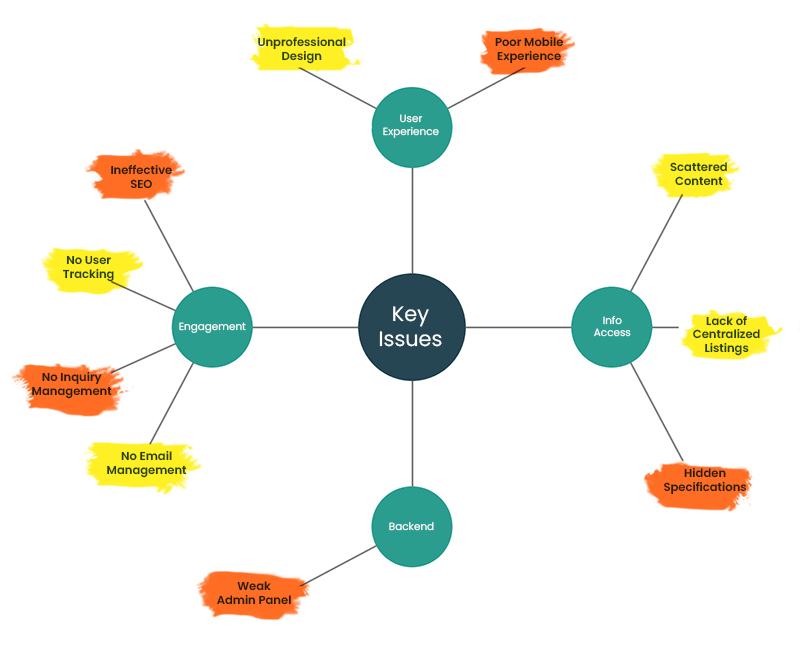 Unprofessional
Design
Poor Mobile
Experience
User
Experience
Ineffective
SEO
Scattered
Content
No User
Tracking
Engagement
Key
Issues
Info
Access
Lack of
Centralized
Listings
No Inquiry
Management
No Email
Management
Hidden
Specifications
Backend
Weak
Admin Panel